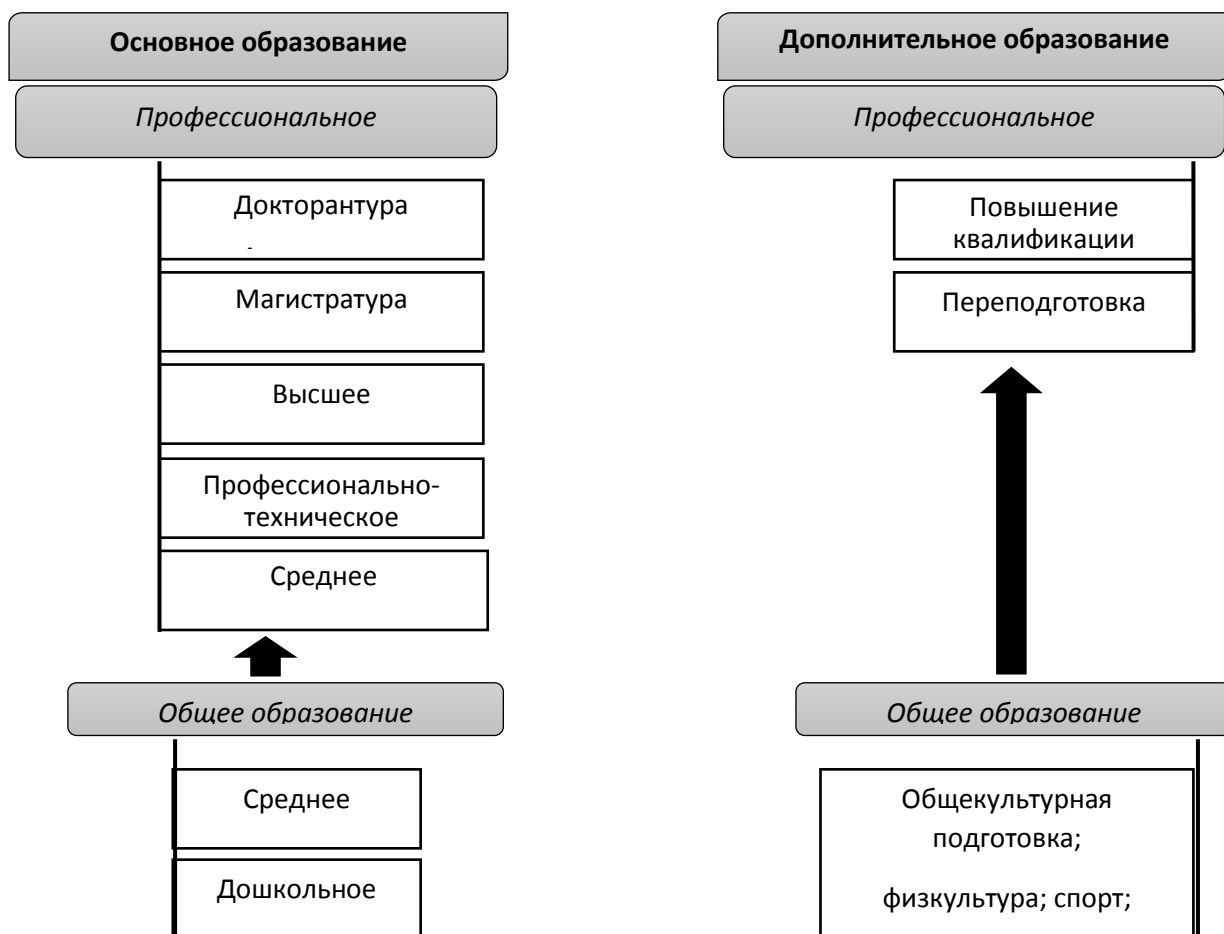 Основное образование
Профессиональное
Докторантура
Магистратура
Высшее
Профессионально-
техническое
Среднее
Общее образование
Среднее
Дошкольное
Дополнительное образование
Профессиональное
Повышение
квалификации
Переподготовка
Общее образование
Общекультурная
подготовка;
физкультура; спорт;